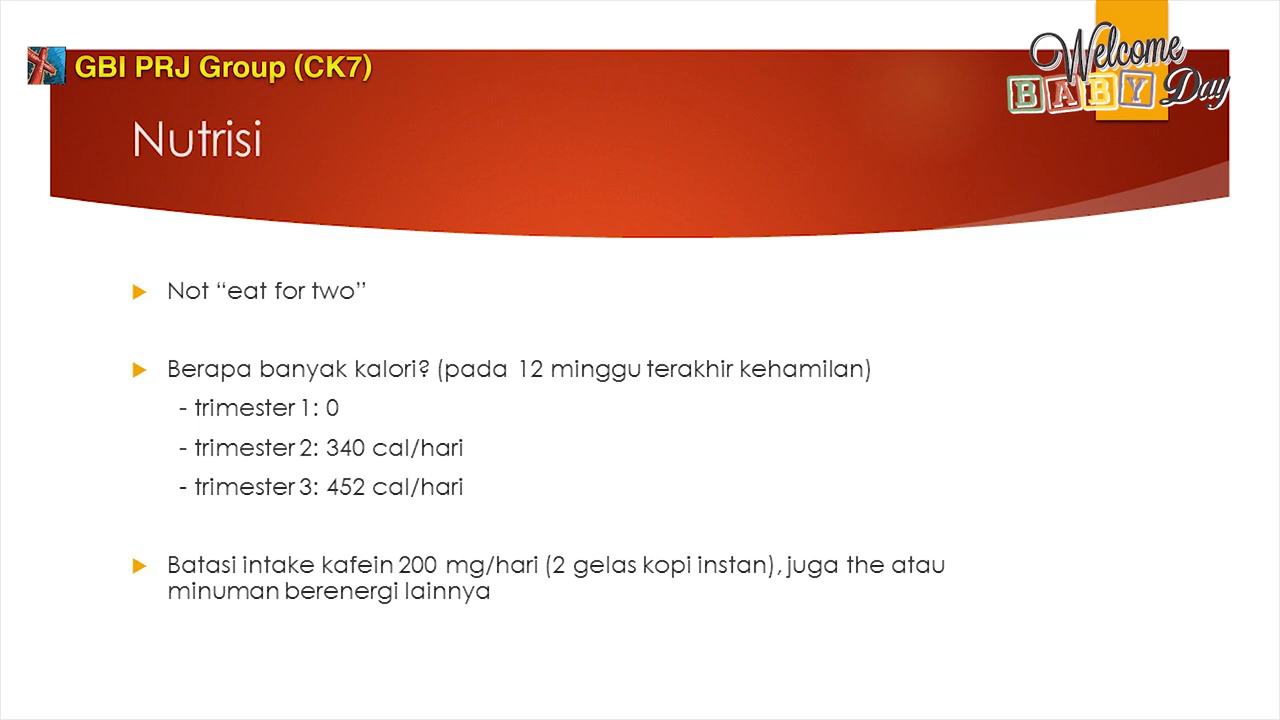 GBI PRJ Group (CK7)
Welcome
BABY Day
Nutrisi
Not “eat for two”
Berapa banyak kalori? (pada 12 minggu terakhir kehamilan)
- trimester 1: 0
- trimester 2: 340 cal/hari
- trimester 3: 452 cal/hari
Batasi intake kafein 200 mg/hari (2 gelas kopi instan), juga the atau
minuman berenergi lainnya